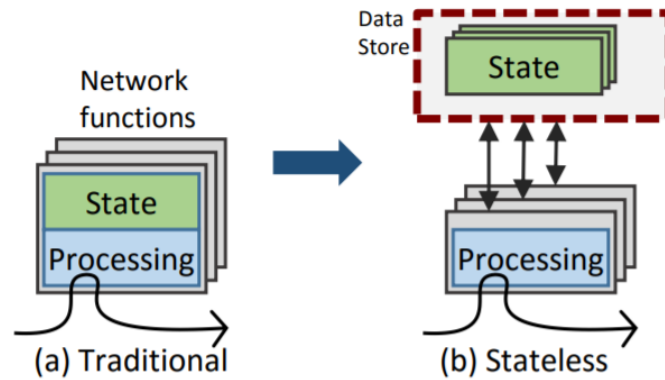 Network
functions
State
Processing
(a) Traditional
Data
Store
State
Processing
(b) Stateless